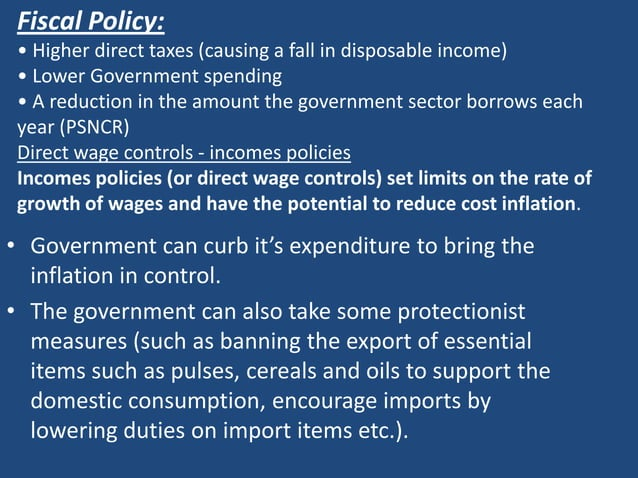 Fiscal Policy:
• Higher direct taxes (causing a fall in disposable income)
• Lower Government spending
• A reduction in the amount the government sector borrows each
year (PSNCR)
Direct wage controls - incomes policies
Incomes policies (or direct wage controls) set limits on the rate of
growth of wages and have the potential to reduce cost inflation.
• Government can curb it’s expenditure to bring the
inflation in control.
• The government can also take some protectionist
measures (such as banning the export of essential
items such as pulses, cereals and oils to support the
domestic consumption, encourage imports by
lowering duties on import items etc.).